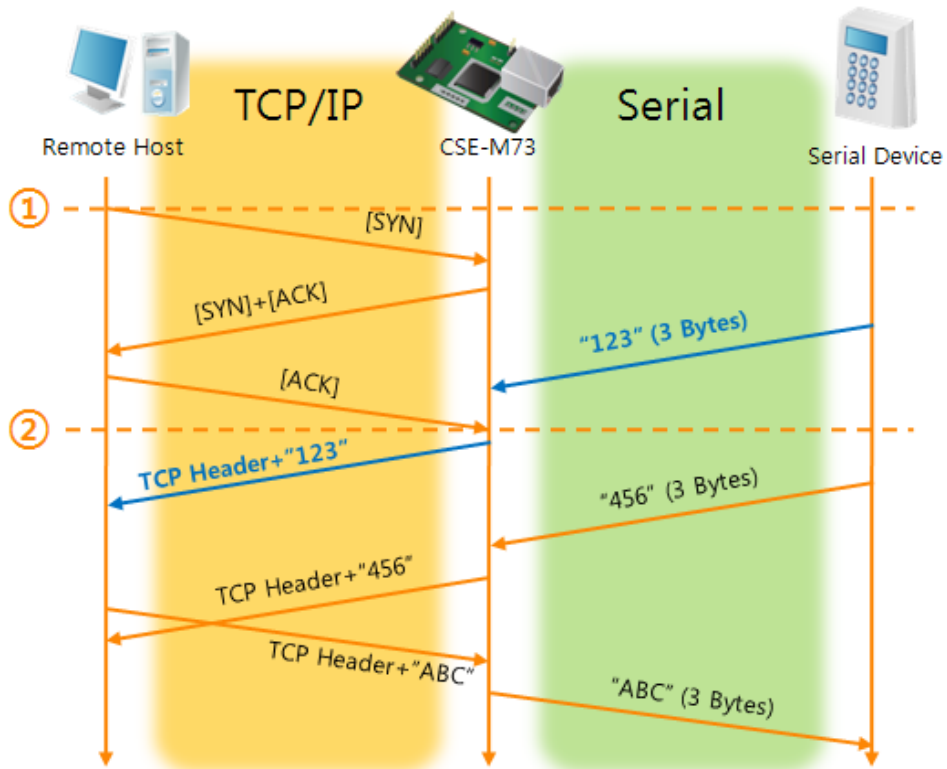 TCP/IP
Serial
Remote Host
CSE-M73
Serial Device
①
[SYN]
[SYN]+[ACK]
"123" (3 Bytes)
[ACK]
②
TCP Header+"123"
"456" (3 Bytes)
TCP Header+"456"
TCP Header+"ABC"
"ABC" (3 Bytes)